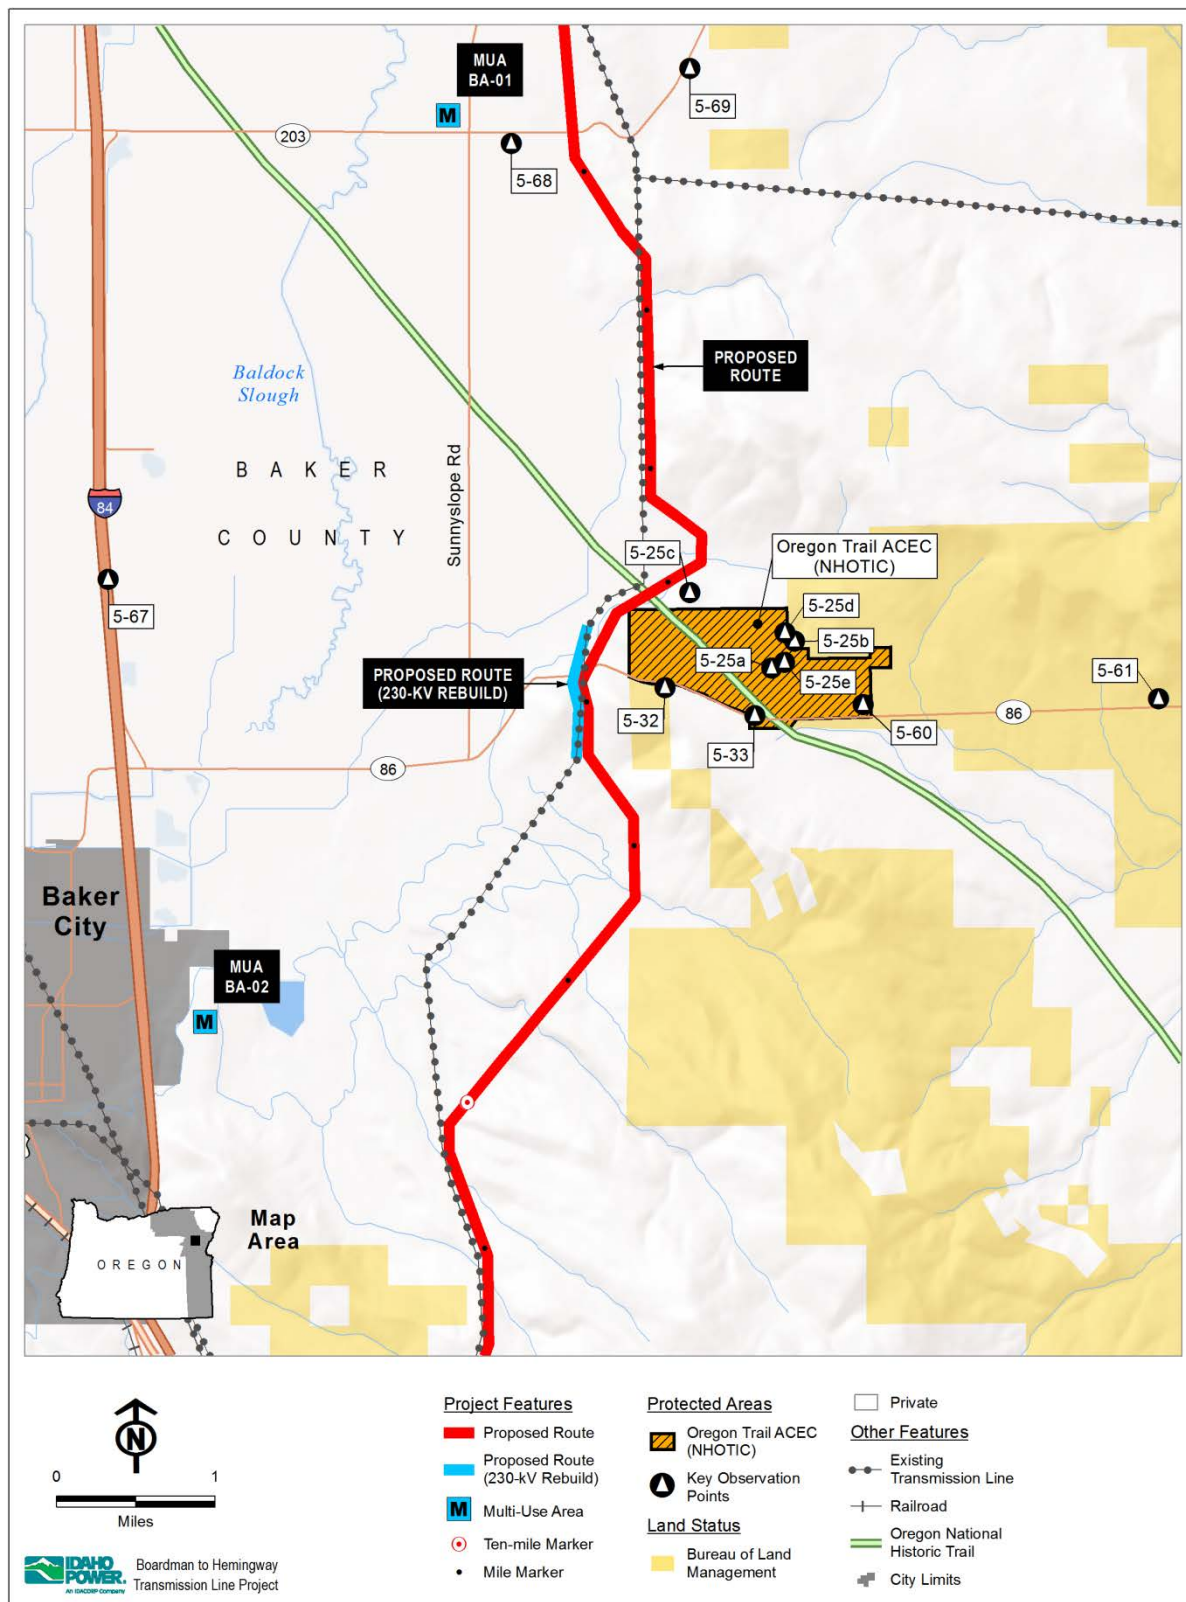 MUA
BA-01
M
5-69
203
5-68
PROPOSED
ROUTE
Baldock
Slough
BAKER
COUNTY
Sunnyslope Rd
84
5-67
5-25c
Oregon Trail ACEC
(NHOTIC)
5-25d
5-25b
5-25a
5-25e
PROPOSED ROUTE
(230-KV REBUILD)
5-61
5-32
86
5-60
5-33
86
Baker
City
MUA
BA-02
M
Map
Area
OREGON
N
0 1
Miles
IDAHO
POWER.
An IDACORP Company
Boardman to Hemingway
Transmission Line Project
Project Features
Proposed Route
Proposed Route
(230-kV Rebuild)
M Multi-Use Area
Ten-mile Marker
Mile Marker
Protected Areas
Oregon Trail ACEC
(NHOTIC)
Key Observation
Points
Land Status
Bureau of Land
Management
Private
Other Features
Existing
Transmission Line
Railroad
Oregon National
Historic Trail
City Limits